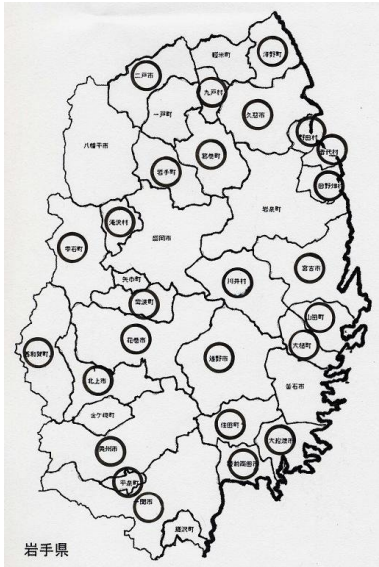 洋野町
軽米町
二戸市
九戸村
久慈市
一戸町
野田村
普代村
八幡平市
葛巻町
岩手町
田野畑村
岩泉町
滝沢村
盛岡市
雫石町
宮古市
川井村
矢巾町
紫波町
山田町
花巻市
大槌町
西和賀町
遠野市
北上市
釜石市
金ケ崎町
住田町
大船渡市
奥州市
陸前高田市
平泉町
一関市
藤沢町
岩手県